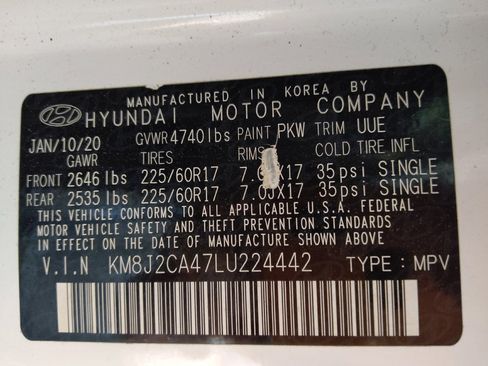 MANUFACTURED IN KOREA BY
HYUNDAI MOTOR COMPANY
JAN/10/20 GVWR 4740lbs PAINT PKW TRIM UUE
GAWR TIRES RIMS COLD TIRE INFL
FRONT 2646 lbs 225/60R17 X17 35psi SINGLE
REAR 2535 lbs 225/60R17 7.0JX17 35psi SINGLE
THIS VEHICLE CONFORMS TO ALL APPLICABLE U.S.A. FEDERAL
MOTOR VEHICLE SAFETY BUMPER, AND THEFT PREVENTION STANDARDS
IN EFFECT ON THE DATE OF MANUFACTURE SHOWN ABOVE.
V.I.N KM8J2CA47LU224442 TYPE : MPV